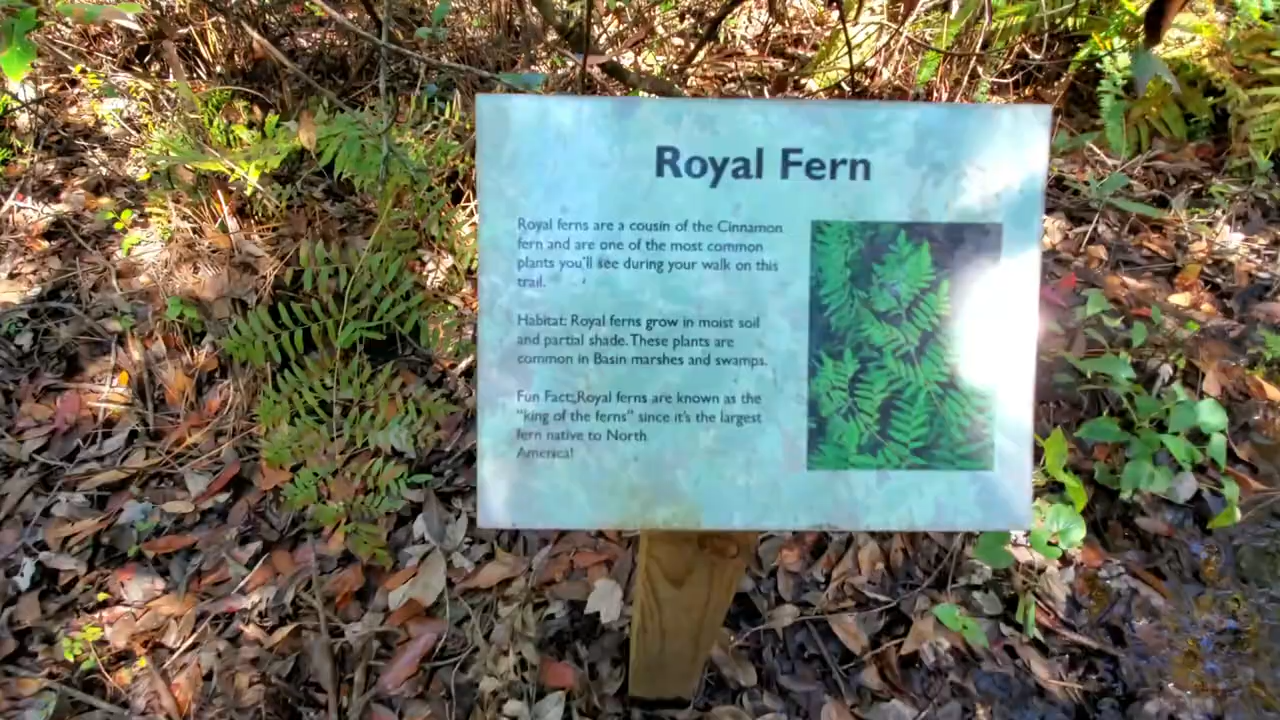 Royal Fern
Royal ferns are a cousin of the Cinnamon
fern and are one of the most common
plants you'll see during your walk on this
trail.
Habitat: Royal ferns grow in moist soil
and partial shade. These plants are
common in Basin marshes and swamps.
Fun Fact: Royal ferns are known as the
"king of the ferns" since it's the largest
fern native to North
America!